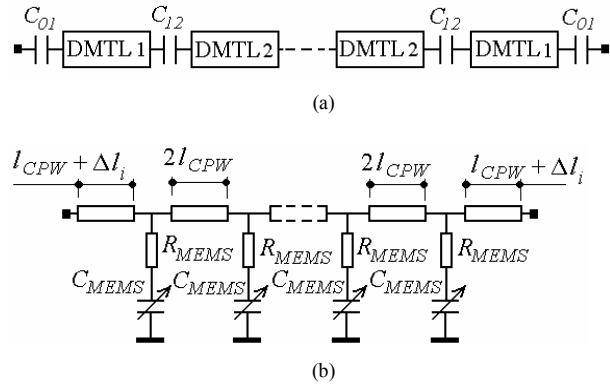 C01 C12 C12 C01
DMTL 1 DMTL 2 DMTL 2 DMTL 1
(a)
lCPW + Δli 2lCPW 2lCPW lCPW + Δli
RMEMS RMEMS RMEMS RMEMS
CMEMS CMEMS CMEMS CMEMS
(b)